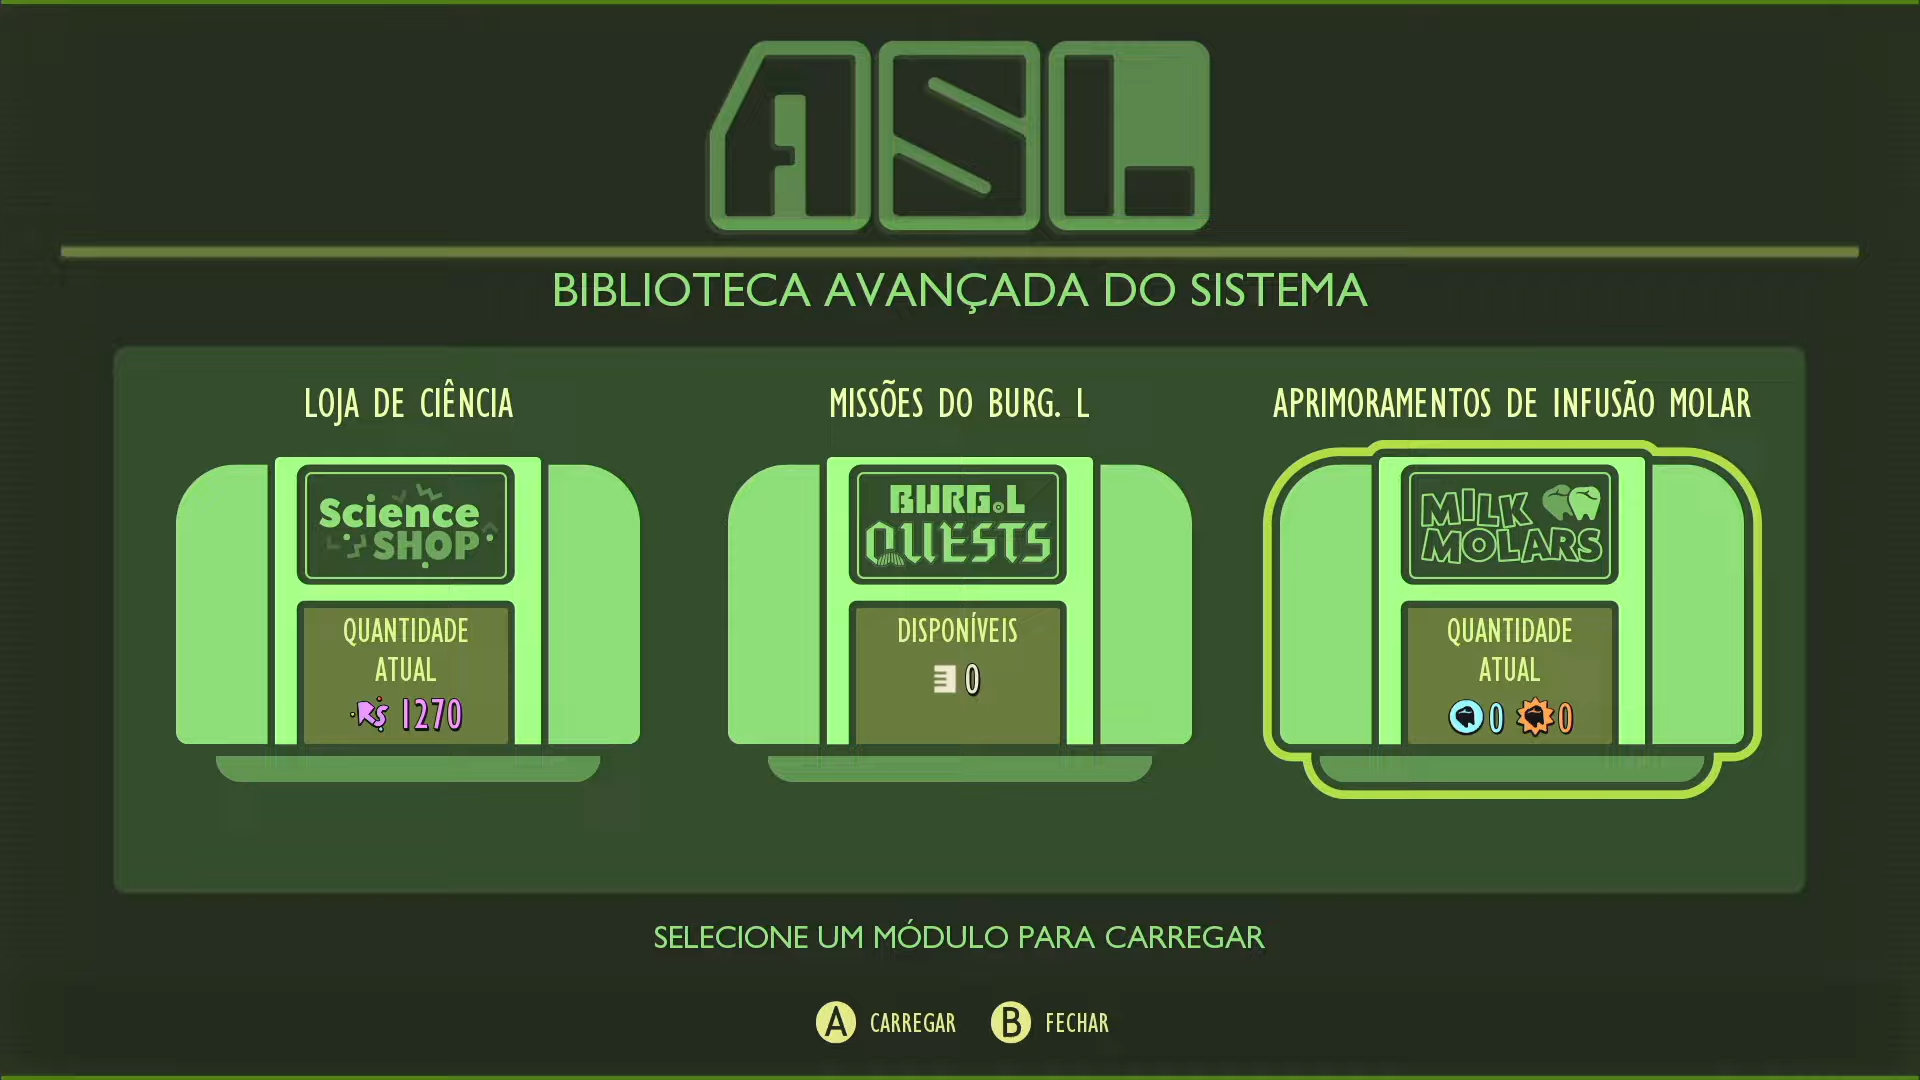 ASL
BIBLIOTECA AVANÇADA DO SISTEMA
LOJA DE CIÊNCIA
Science
SHOP
QUANTIDADE
ATUAL
RS 1270
MISSÕES DO BURG. L
BURG.L
QUESTS
DISPONÍVEIS
0
APRIMORAMENTOS DE INFUSÃO MOLAR
MILK
MOLARS
QUANTIDADE
ATUAL
0 0
SELECIONE UM MÓDULO PARA CARREGAR
A CARREGAR B FECHAR